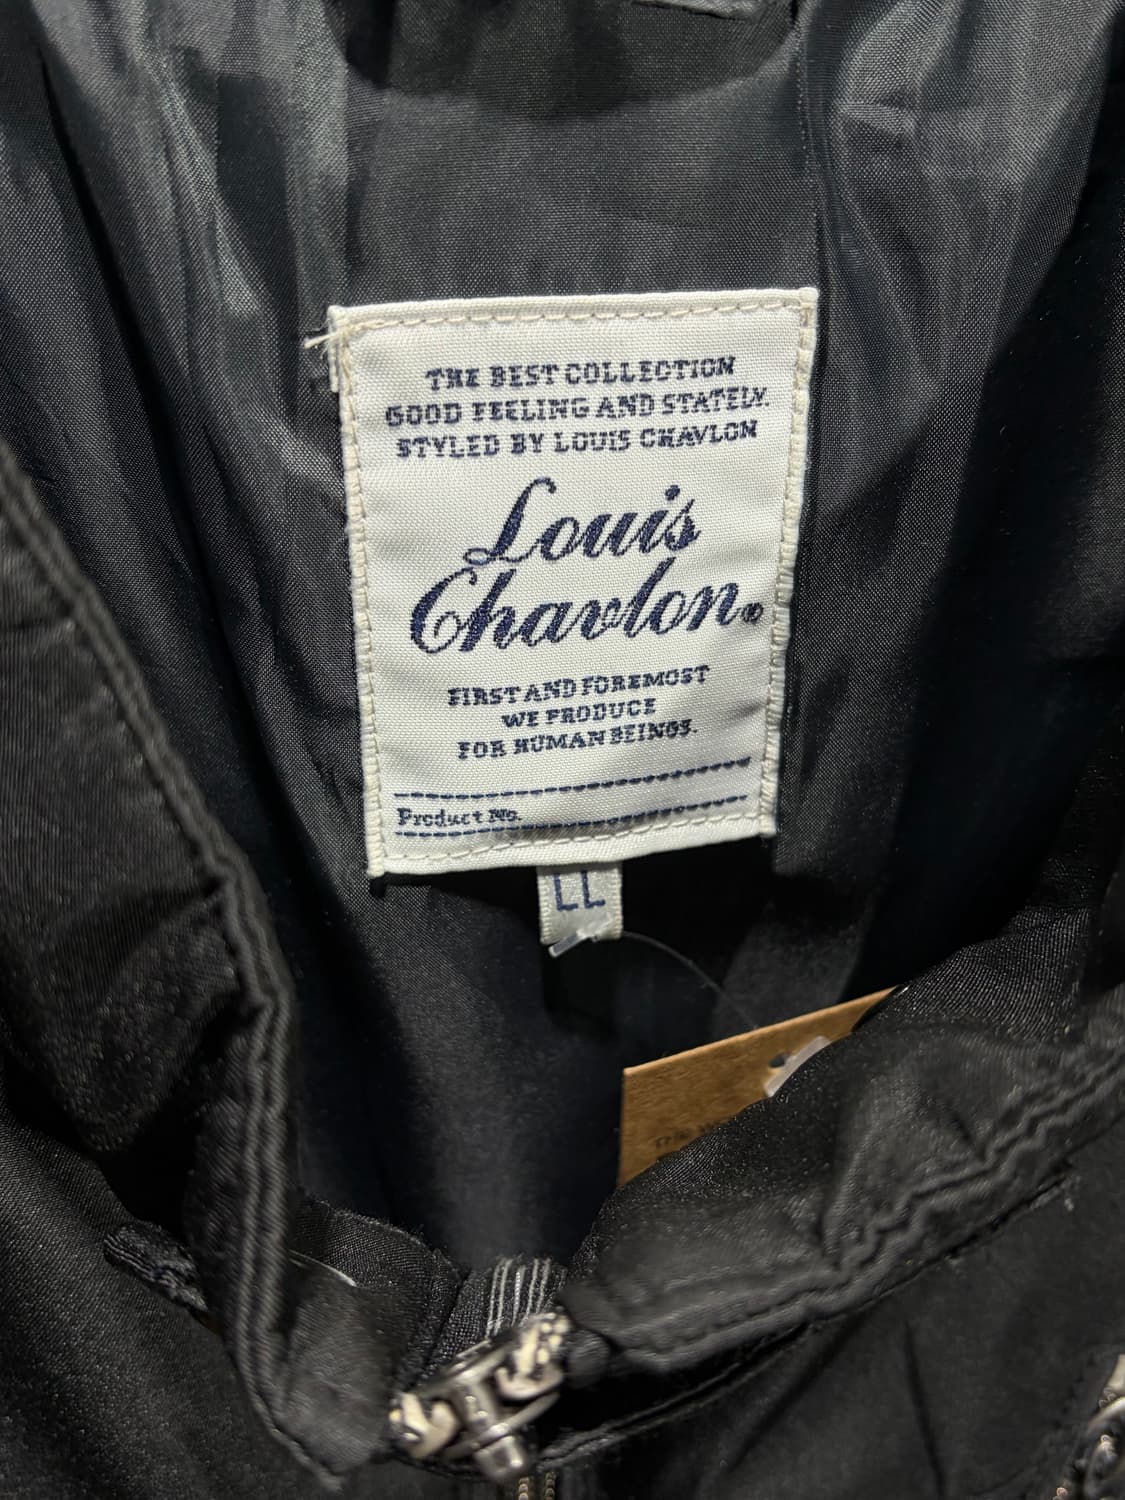 THE BEST COLLECTION
GOOD FEELING AND STATELY.
STYLED BY LOUIS CHAVLON
Louis
Chavlon®
FIRST AND FOREMOST
WE PRODUCE
FOR HUMAN BEINGS.
Product No.
LL